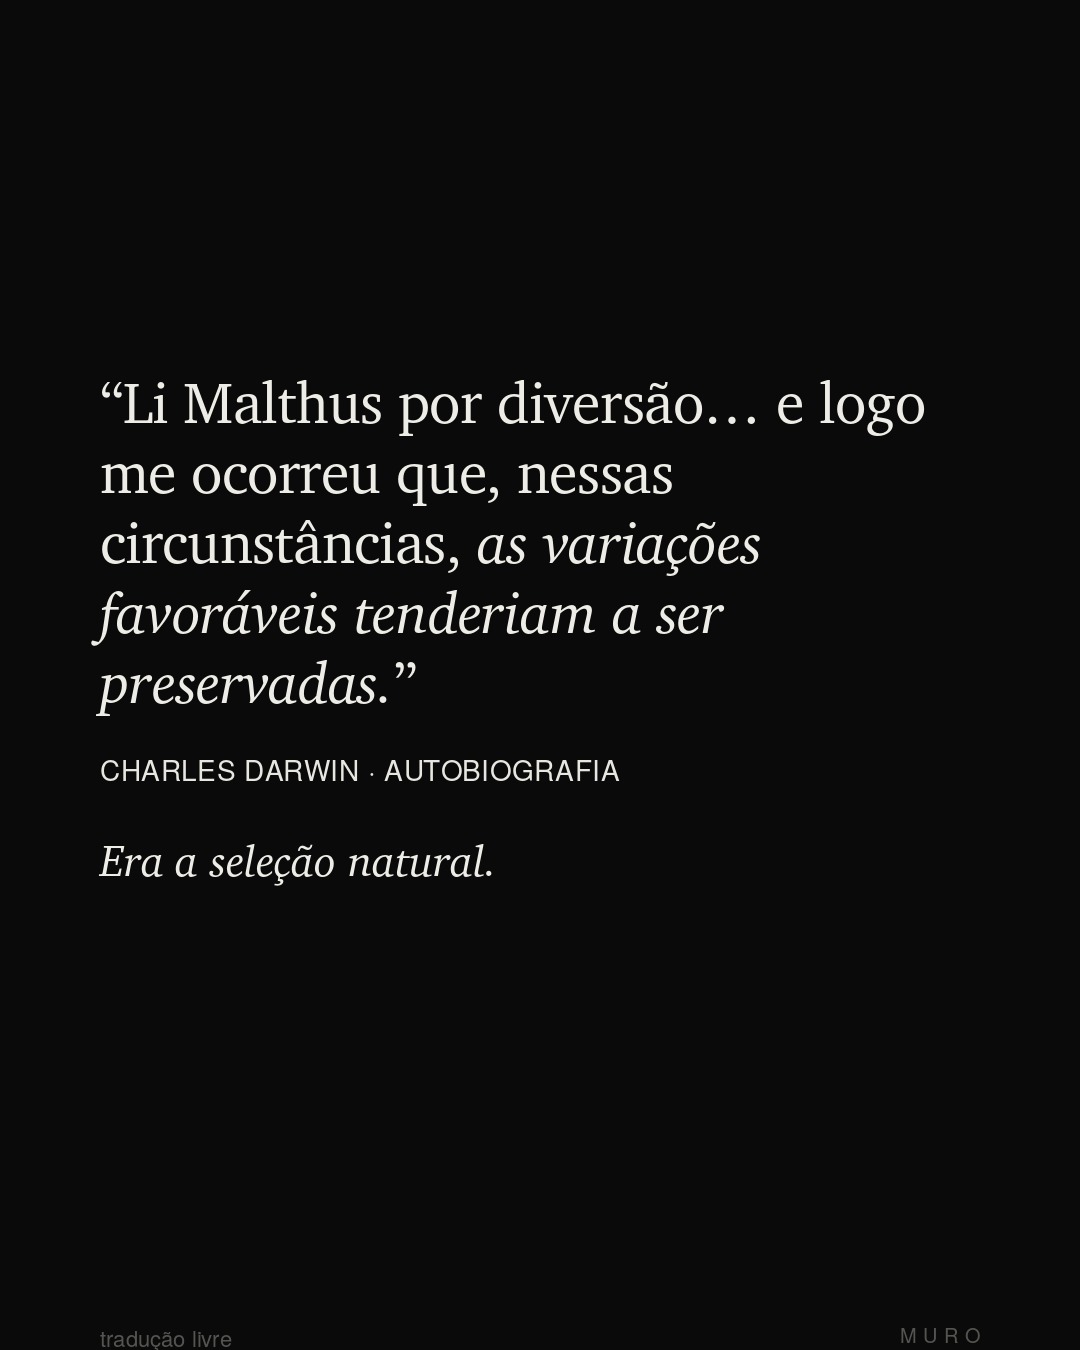 “Li Malthus por diversão… e logo
me ocorreu que, nessas
circunstâncias, as variações
favoráveis tenderiam a ser
preservadas.”
CHARLES DARWIN · AUTOBIOGRAFIA
Era a seleção natural.
tradução livre
MURO